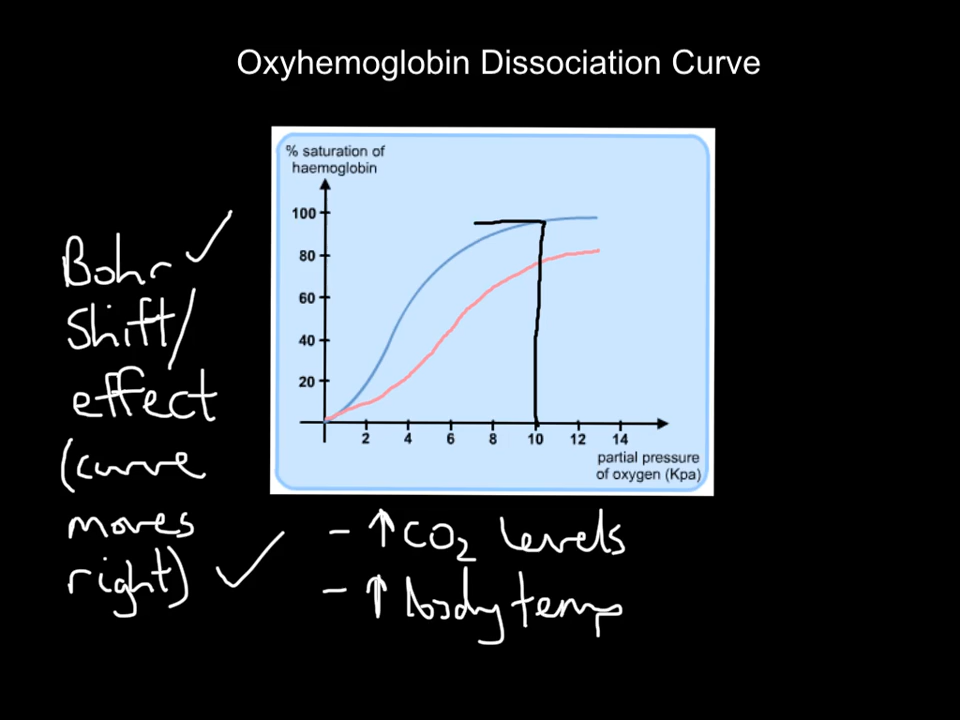 Oxyhemoglobin Dissociation Curve
% saturation of
haemoglobin
100
80
60
40
20
2 4 6 8 10 12 14
partial pressure
of oxygen (Kpa)
Bohr ✓
Shift/
effect
(curve
moves
right) ✓
- ↑ CO2 levels
- ↑ body temp